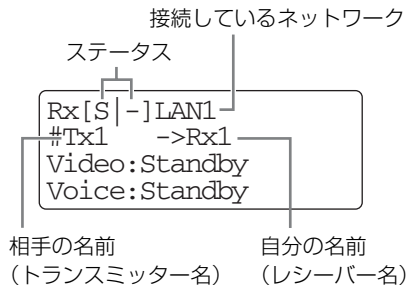 接続しているネットワーク
ステータス
Rx[S|-]LAN1
#Tx1 ->Rx1
Video:Standby
Voice:Standby
相手の名前 自分の名前
（トランスミッター名） （レシーバー名）